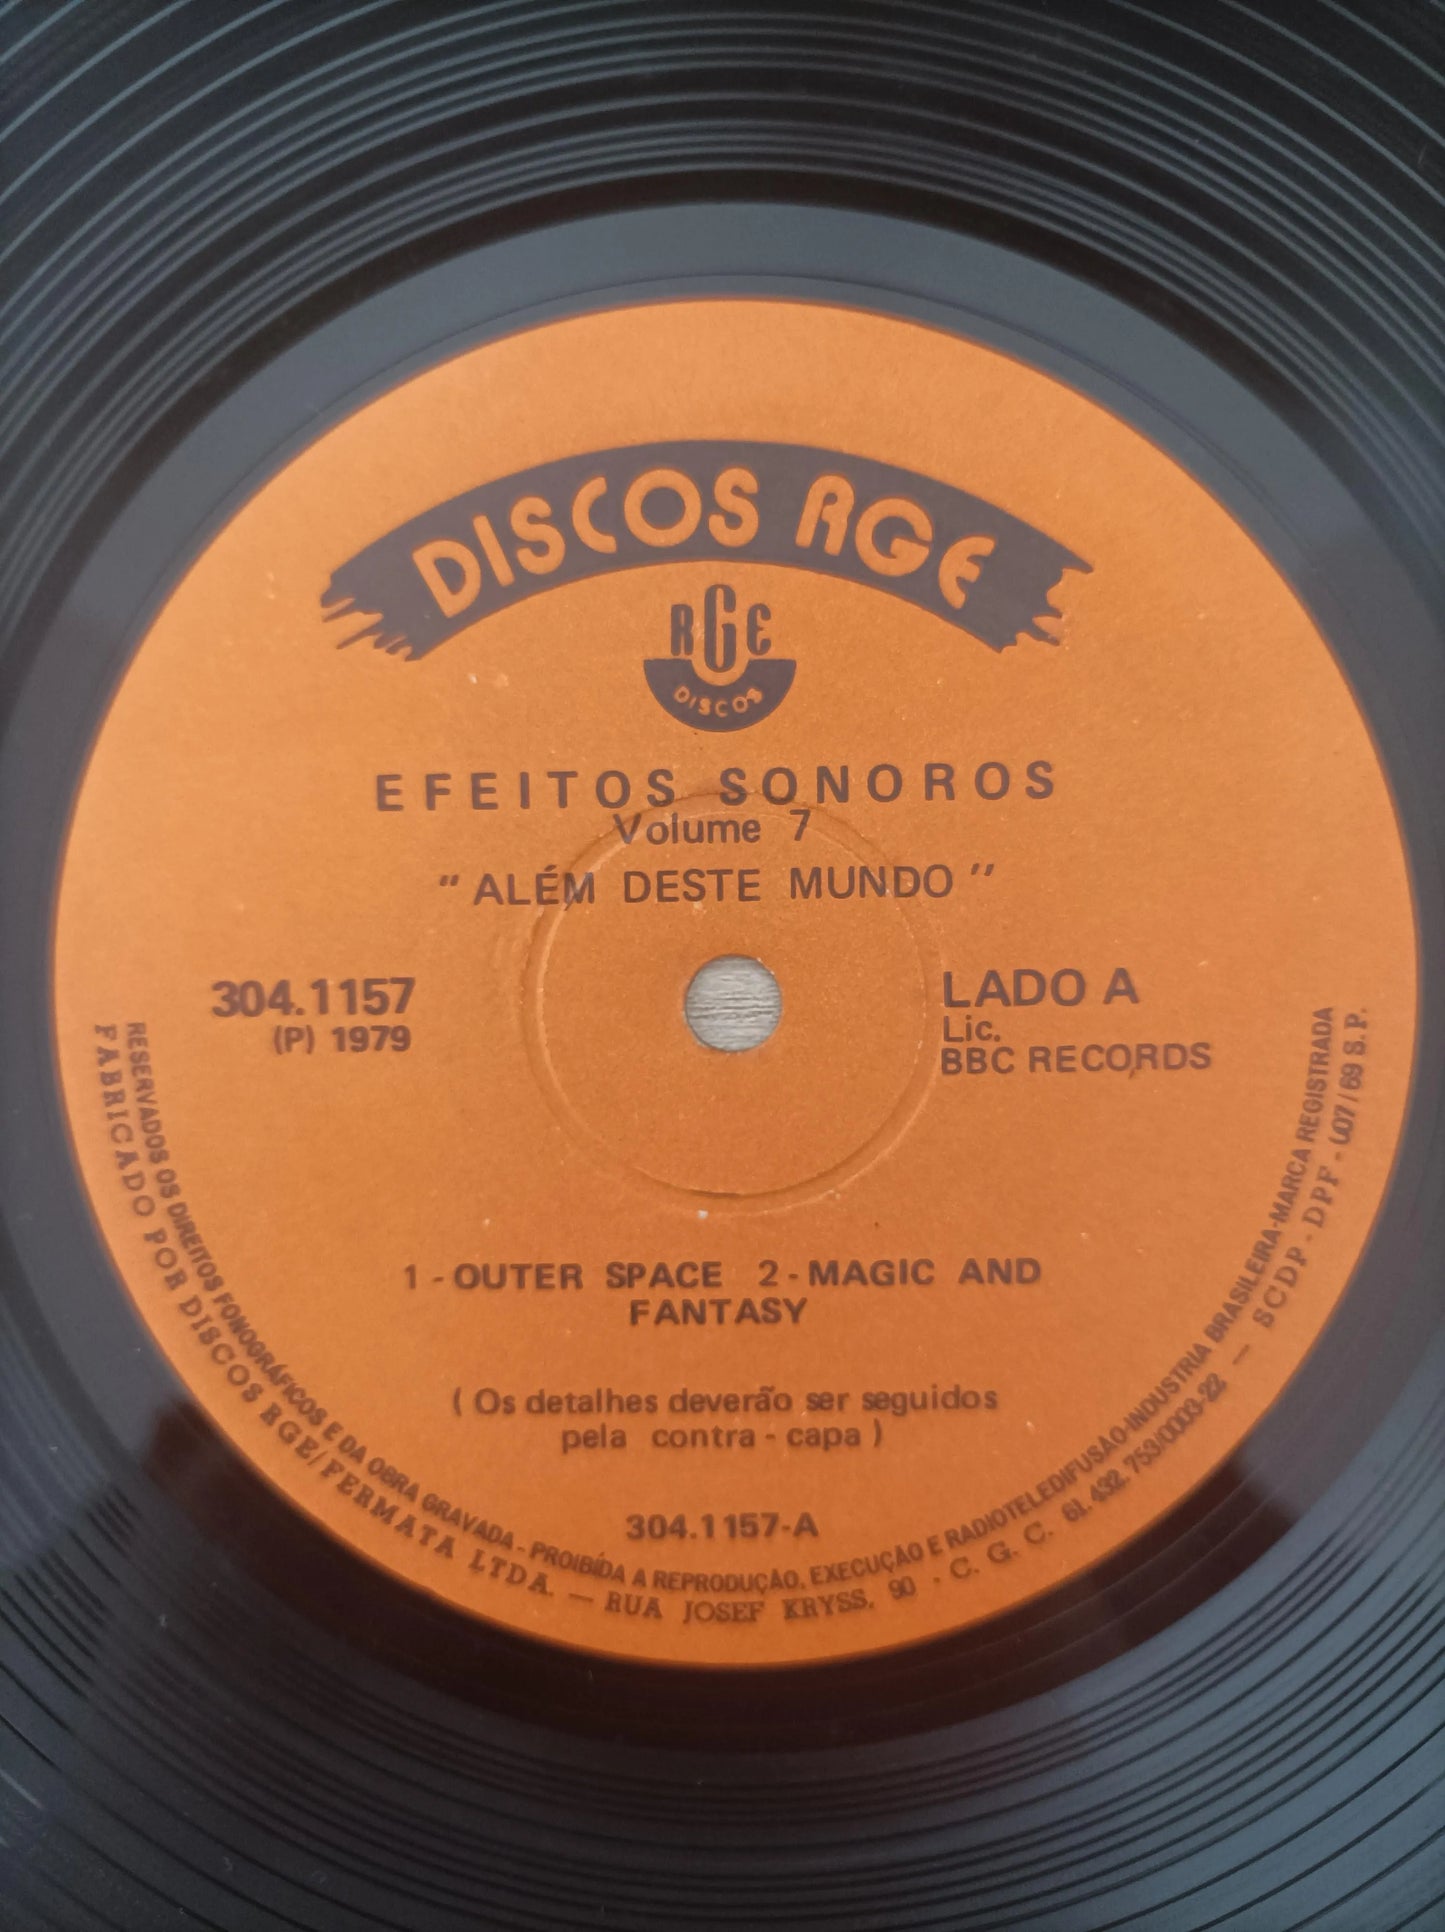 DISCOS RGE
RGE
DISCOS
EFEITOS SONOROS
Volume 7
"ALÉM DESTE MUNDO"
304.1157
(P) 1979
LADO A
Lic.
BBC RECORDS
1 - OUTER SPACE 2 - MAGIC AND
FANTASY
( Os detalhes deverão ser seguidos
pela contra - capa )
304.1157-A
RESERVADOS OS DIREITOS FONOGRÁFICOS E DA OBRA GRAVADA - PROIBÍDA A REPRODUÇÃO, EXECUÇÃO E RADIOTELEDIFUSÃO-INDUSTRIA BRASILEIRA-MARCA REGISTRADA
FABRICADO POR DISCOS RGE/FERMATA LTDA. — RUA JOSEF KRYSS, 90 . C. G. C. 61.432.753/0003-22 — SCDP - DPF - 007/69 S.P.